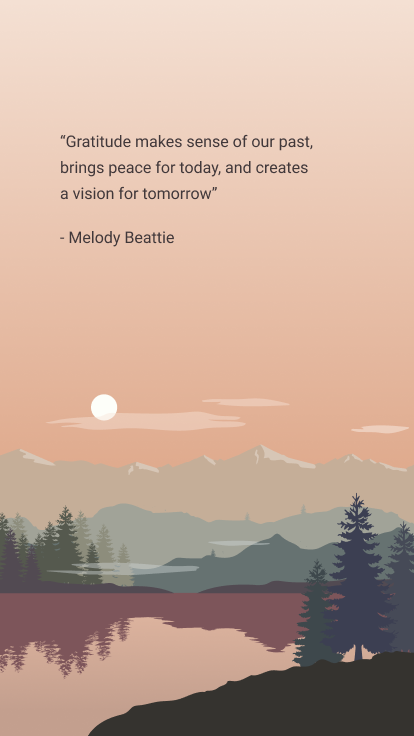 “Gratitude makes sense of our past,
brings peace for today, and creates
a vision for tomorrow”
- Melody Beattie